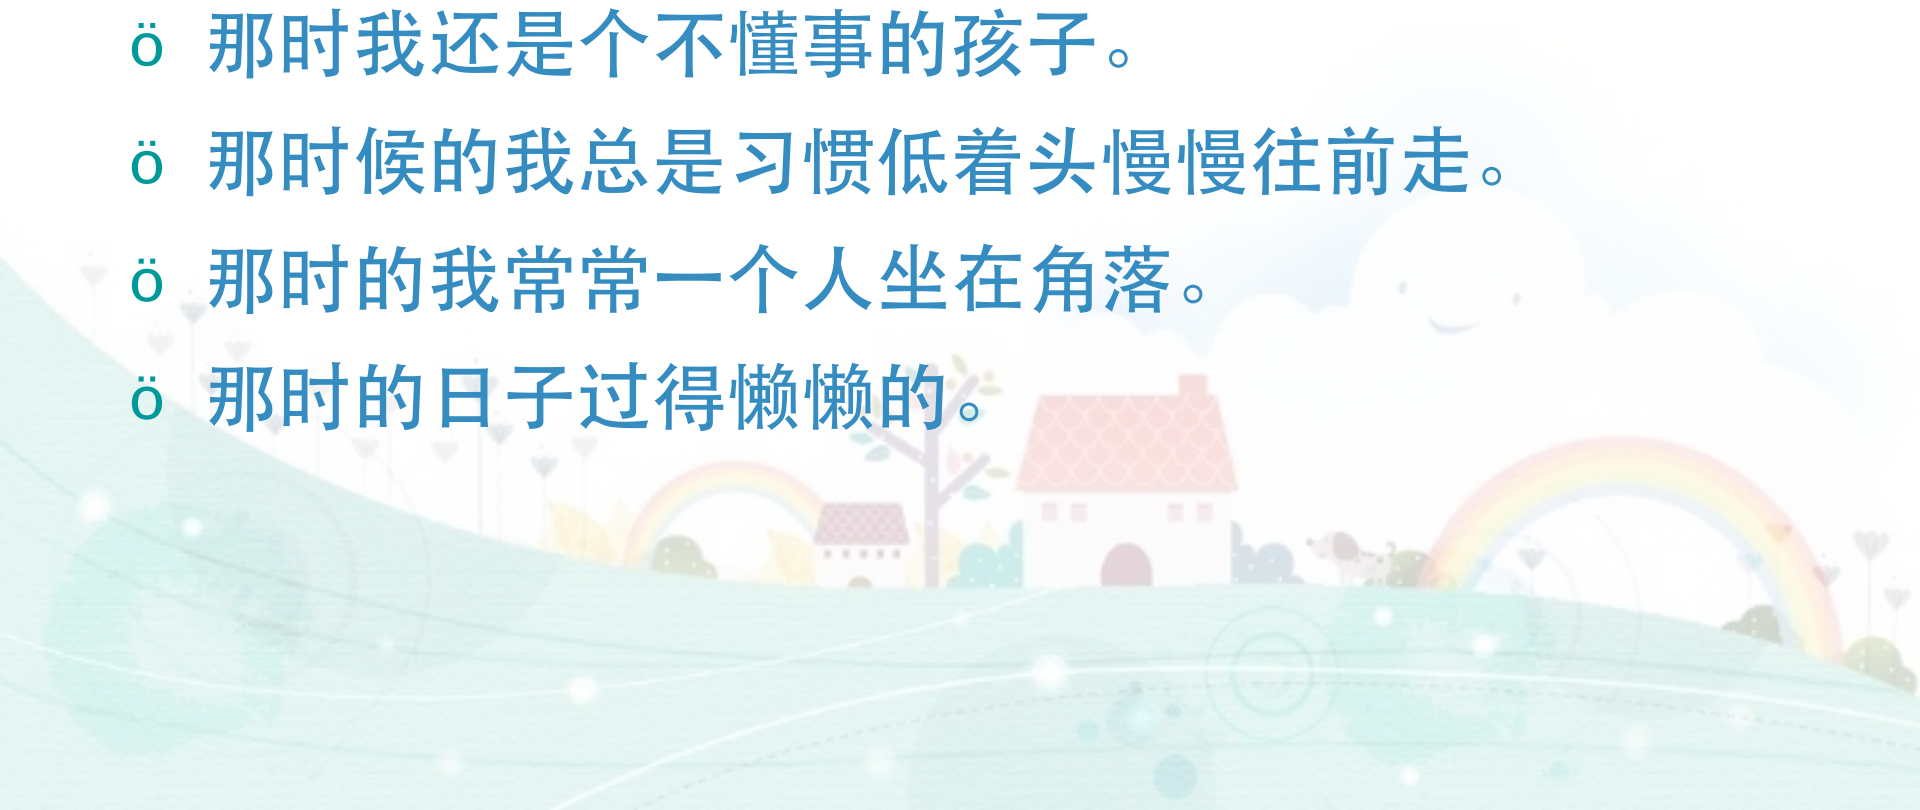 ö 那时我还是个不懂事的孩子。
ö 那时候的我总是习惯低着头慢慢往前走。
ö 那时的我常常一个人坐在角落。
ö 那时的日子过得懒懒的。